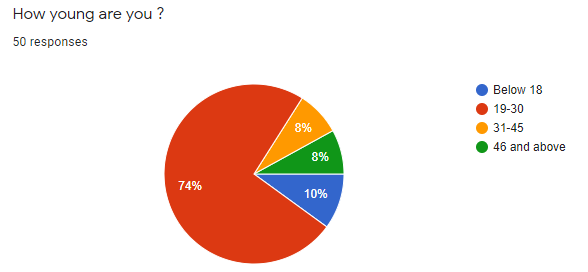 How young are you ?
50 responses
Below 18
19-30
31-45
46 and above
8%
8%
74%
10%